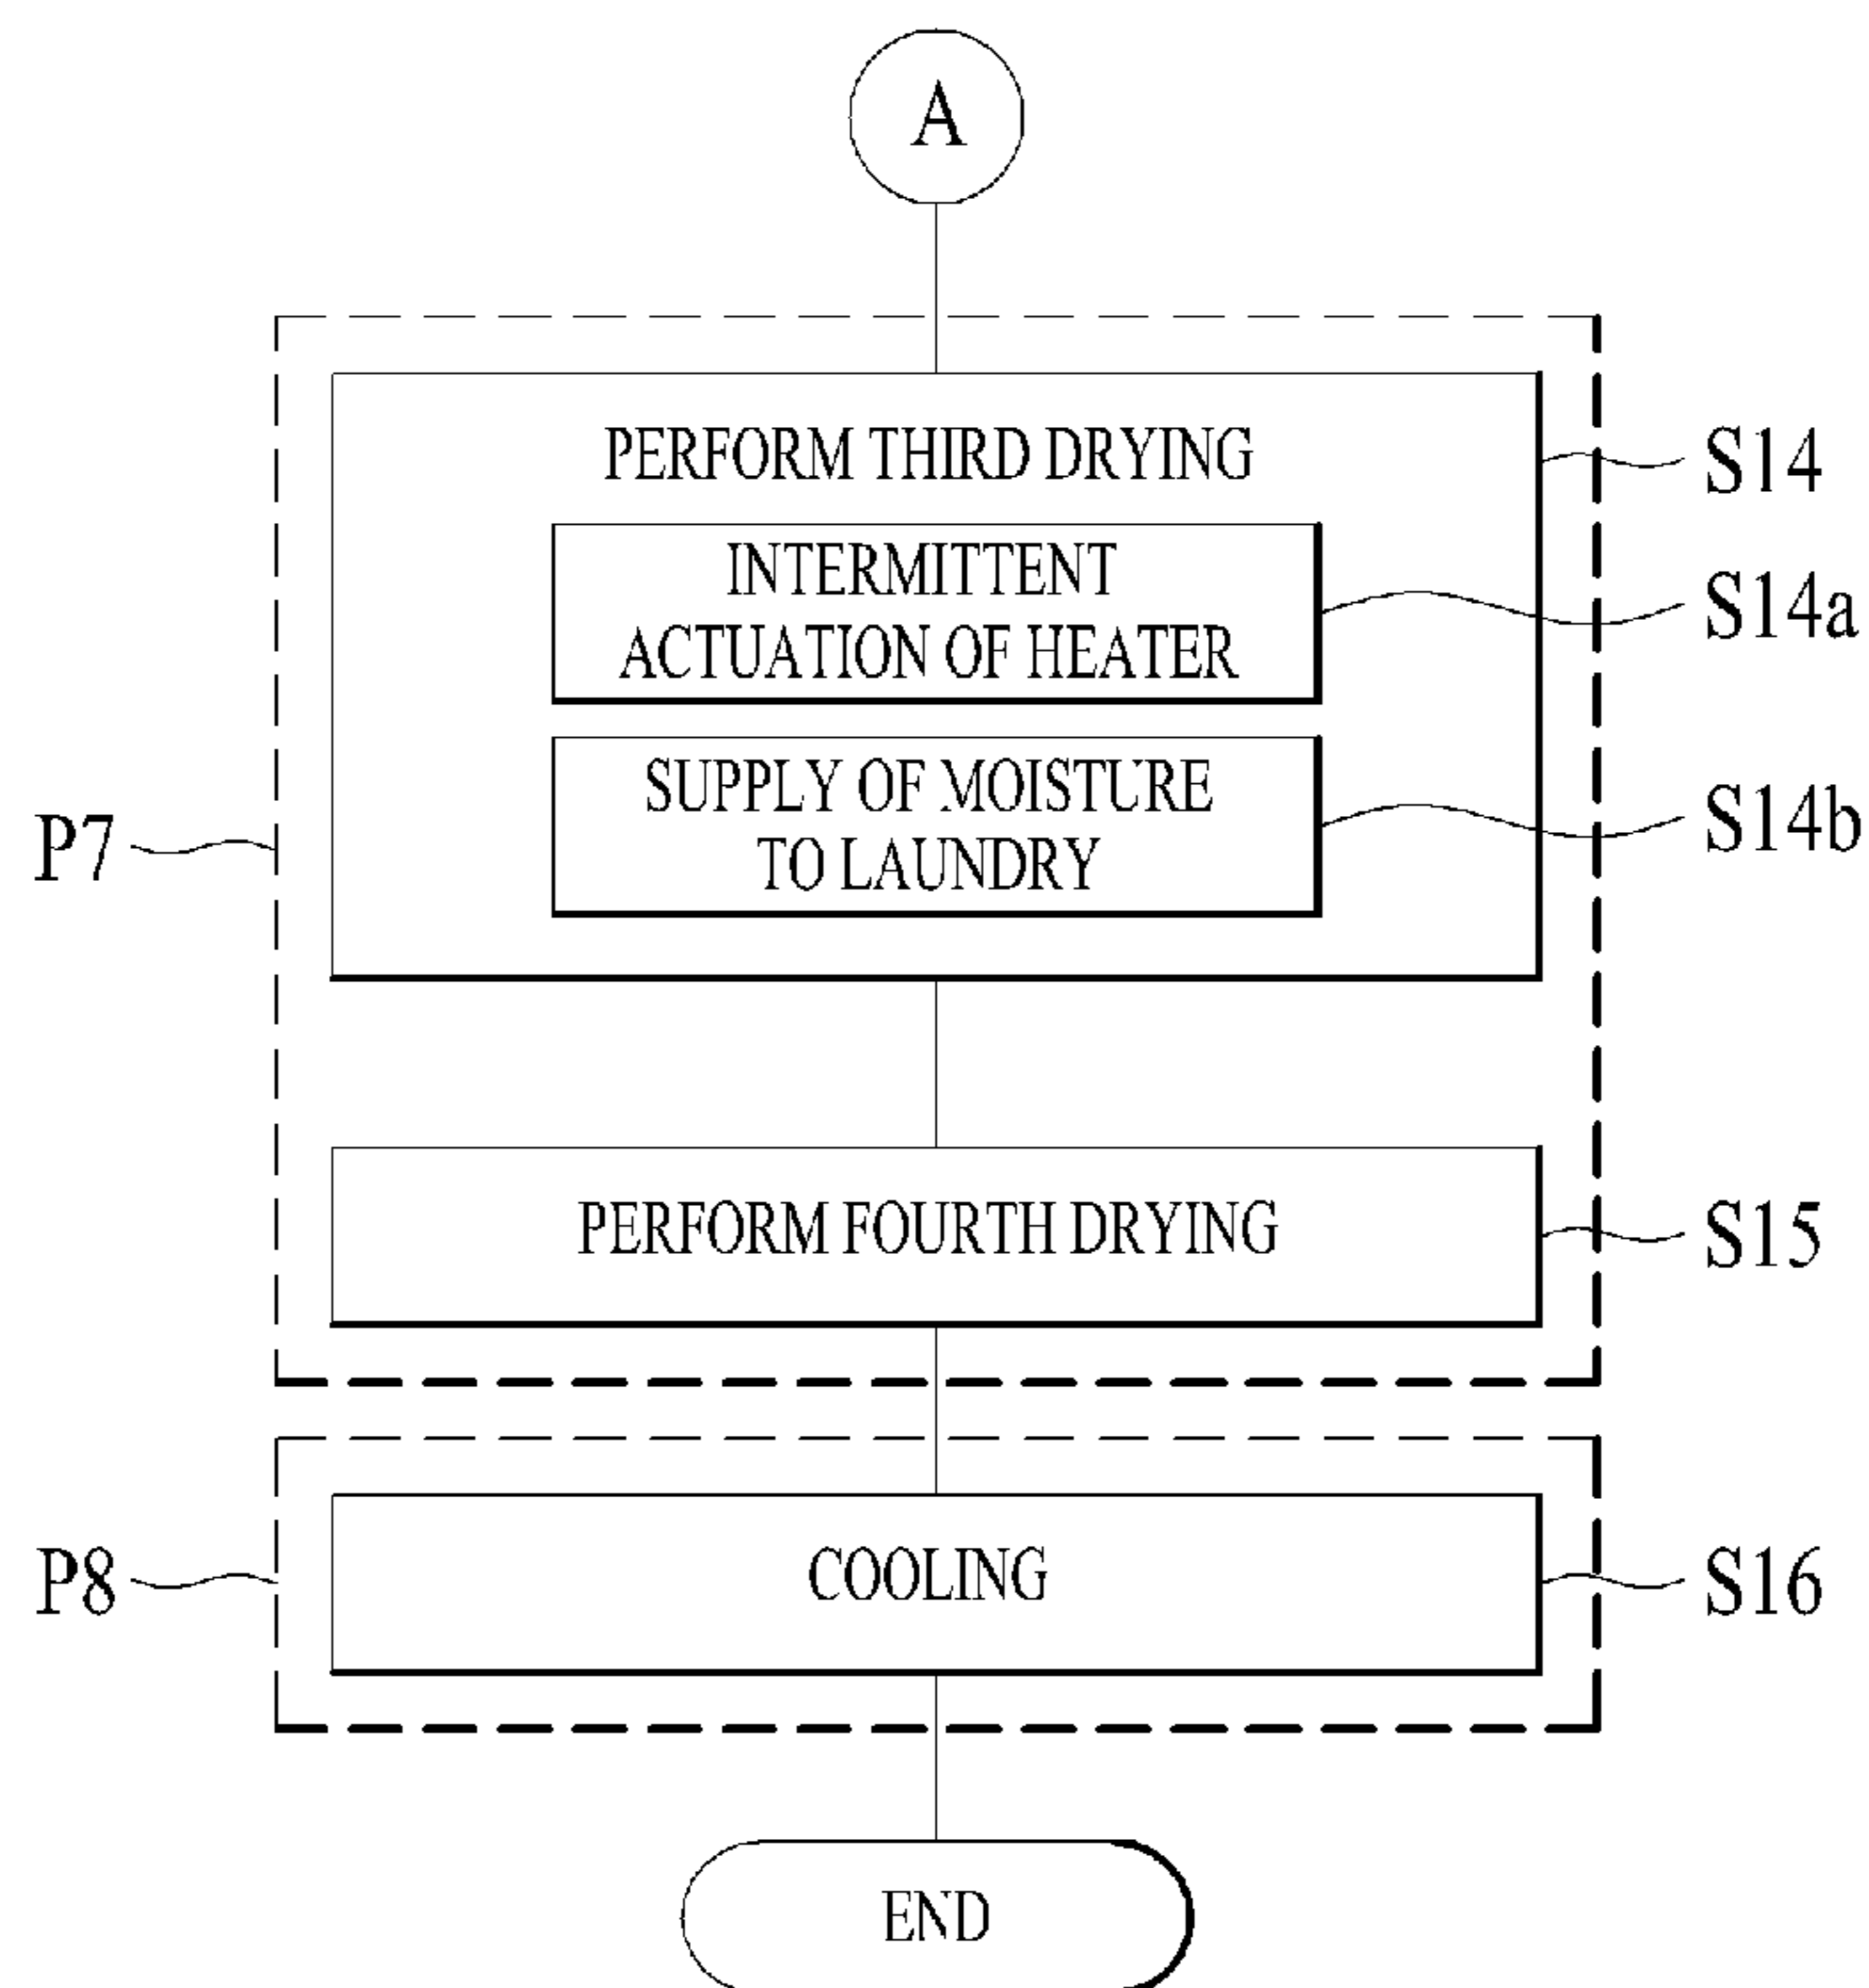 A
PERFORM THIRD DRYING
S14
INTERMITTENT
ACTUATION OF HEATER
S14a
SUPPLY OF MOISTURE
TO LAUNDRY
S14b
P7
PERFORM FOURTH DRYING
S15
COOLING
P8
S16
END